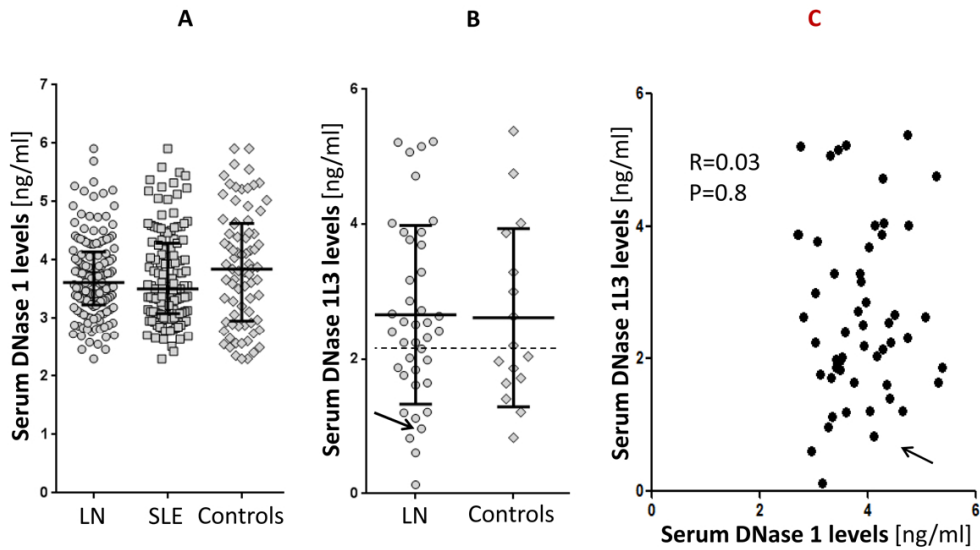 A
B
C
Serum DNase 1 levels [ng/ml]
7
6
5
4
3
2
1
0
LN SLE Controls
Serum DNase 1L3 levels [ng/ml]
6
4
2
0
LN Controls
Serum DNase 1L3 levels [ng/ml]
6
4
2
0
R=0.03
P=0.8
0 2 4 6
Serum DNase 1 levels [ng/ml]